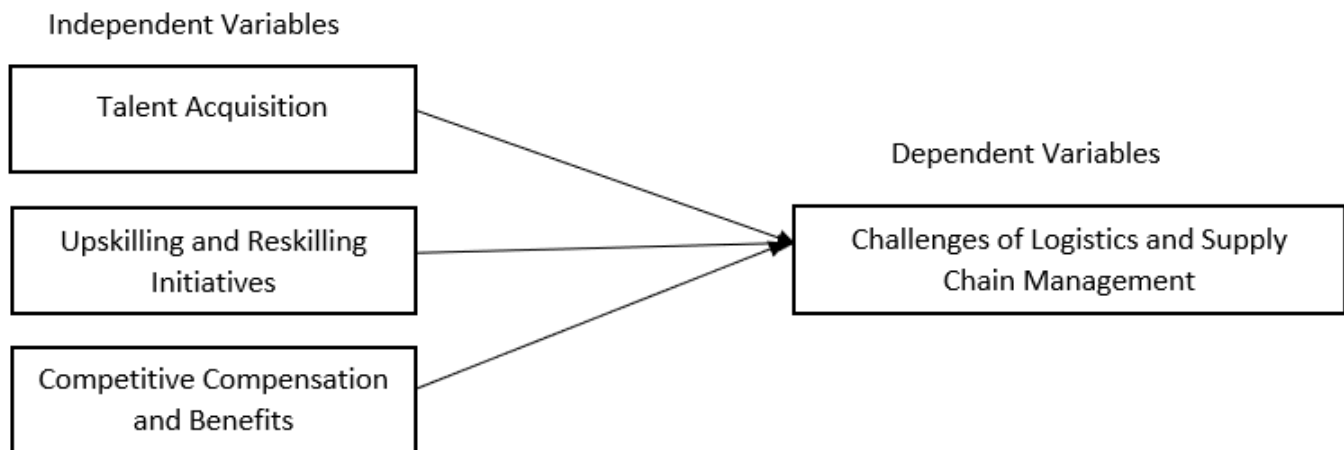 Independent Variables
Talent Acquisition
Upskilling and Reskilling
Initiatives
Competitive Compensation
and Benefits
Dependent Variables
Challenges of Logistics and Supply
Chain Management